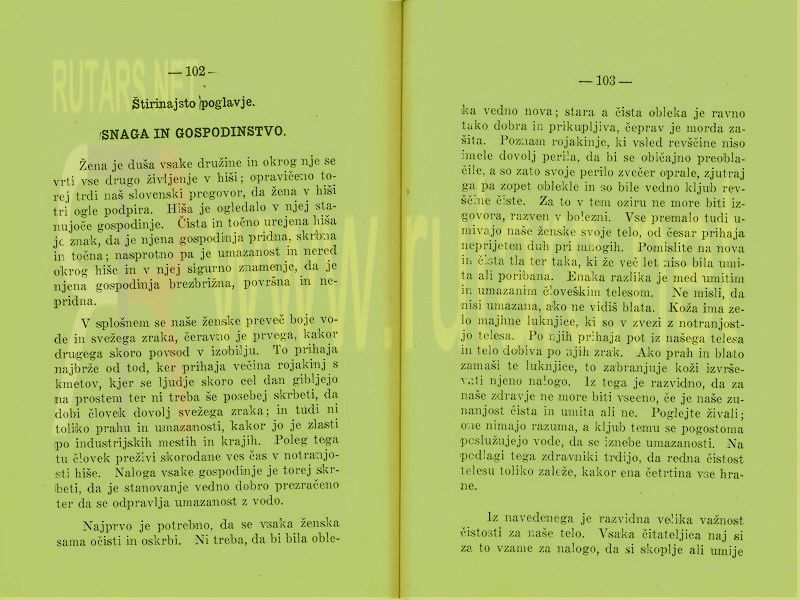 — 102 —
Štirinajsto poglavje.
SNAGA IN GOSPODINSTVO.
Žena je duša vsake družine in okrog nje se
vrti vse drugo življenje v hiši; opravičeno to-
rej trdi naš slovenski pregovor, da žena v hiši
tri ogle podpira. Hiša je ogledalo v njej sta-
nujoče gospodinje. Čista in točno urejena hiša
je znak, da je njena gospodinja pridna, skrbna
in točna; nasprotno pa je umazanost in nered
okrog hiše in v njej sigurno znamenje, da je
njena gospodinja brezbrižna, površna in ne-
pridna.
V splošnem se naše ženske preveč boje vo-
de in svežega zraka, čeravno je prvega, kakor
drugega skoro povsod v izobilju. To prihaja
najbrže od tod, ker prihaja večina rojakinj s
kmetov, kjer se ljudje skoro cel dan gibljejo
na prostem ter ni treba še posebej skrbeti, da
dobi človek dovolj svežega zraka; in tudi ni
toliko prahu in umazanosti, kakor jo je zlasti
po industrijskih mestih in krajih. Poleg tega
tu človek preživi skorodane ves čas v notranjo-
sti hiše. Naloga vsake gospodinje je torej skr-
beti, da je stanovanje vedno dobro prezračeno
ter da se odpravlja umazanost z vodo.
Najprvo je potrebno, da se vsaka ženska
sama očisti in oskrbi. Ni treba, da bi bila oble-
— 103 —
ka vedno nova; stara a čista obleka je ravno
tako dobra in prikupljiva, čeprav je morda za-
šita. Poznam rojakinje, ki vsled revščine niso
imele dovolj perila, da bi se običajno preobla-
čile, a so zato svoje perilo zvečer oprale, zjutraj
ga pa zopet oblekle in so bile vedno kljub rev-
ščine čiste. Za to v tem oziru ne more biti iz-
govora, razven v bolezni. Vse premalo tudi u-
mivajo naše ženske svoje telo, od česar prihaja
neprijeten duh pri mnogih. Pomislite na nova
in čista tla ter taka, ki že več let niso bila umi-
ta ali poribana. Enaka razlika je med umitim
in umazanim človeškim telesom. Ne misli, da
nisi umazana, ako ne vidiš blata. Koža ima ze-
lo majhne luknjice, ki so v zvezi z notranjost-
jo telesa. Po njih prihaja pot iz našega telesa
in telo dobiva po njih zrak. Ako prah in blato
zamaši te luknjice, to zabranjuje koži izvrše-
vati njeno nalogo. Iz tega je razvidno, da za
naše zdravje ne more biti vseeno, če je naše zu-
nanjost čista in umita ali ne. Poglejte živali;
one nimajo razuma, a kljub temu se pogostoma
poslužujejo vode, da se iznebe umazanosti. Na
podlagi tega zdravniki trdijo, da redna čistost
telesu toliko zaleže, kakor ena četrtina vse hra-
ne.
Iz navedenega je razvidna velika važnost
čistosti za naše telo. Vsaka čitateljica naj si
za to vzame za nalogo, da si skoplje ali umije
RUTARS.NET